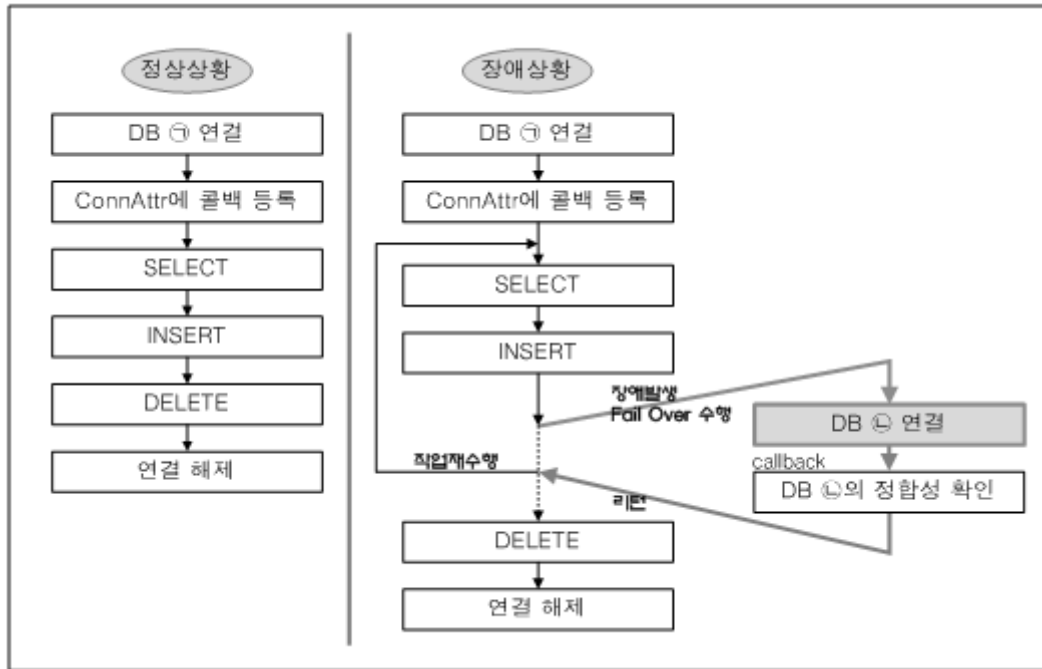 정상상황
DB ㉠ 연결
ConnAttr에 콜백 등록
SELECT
INSERT
DELETE
연결 해제
장애상황
DB ㉠ 연결
ConnAttr에 콜백 등록
SELECT
INSERT
장애발생
Fail Over 수행
DB ㉡ 연결
callback
DB ㉡의 정합성 확인
리턴
작업재수행
DELETE
연결 해제